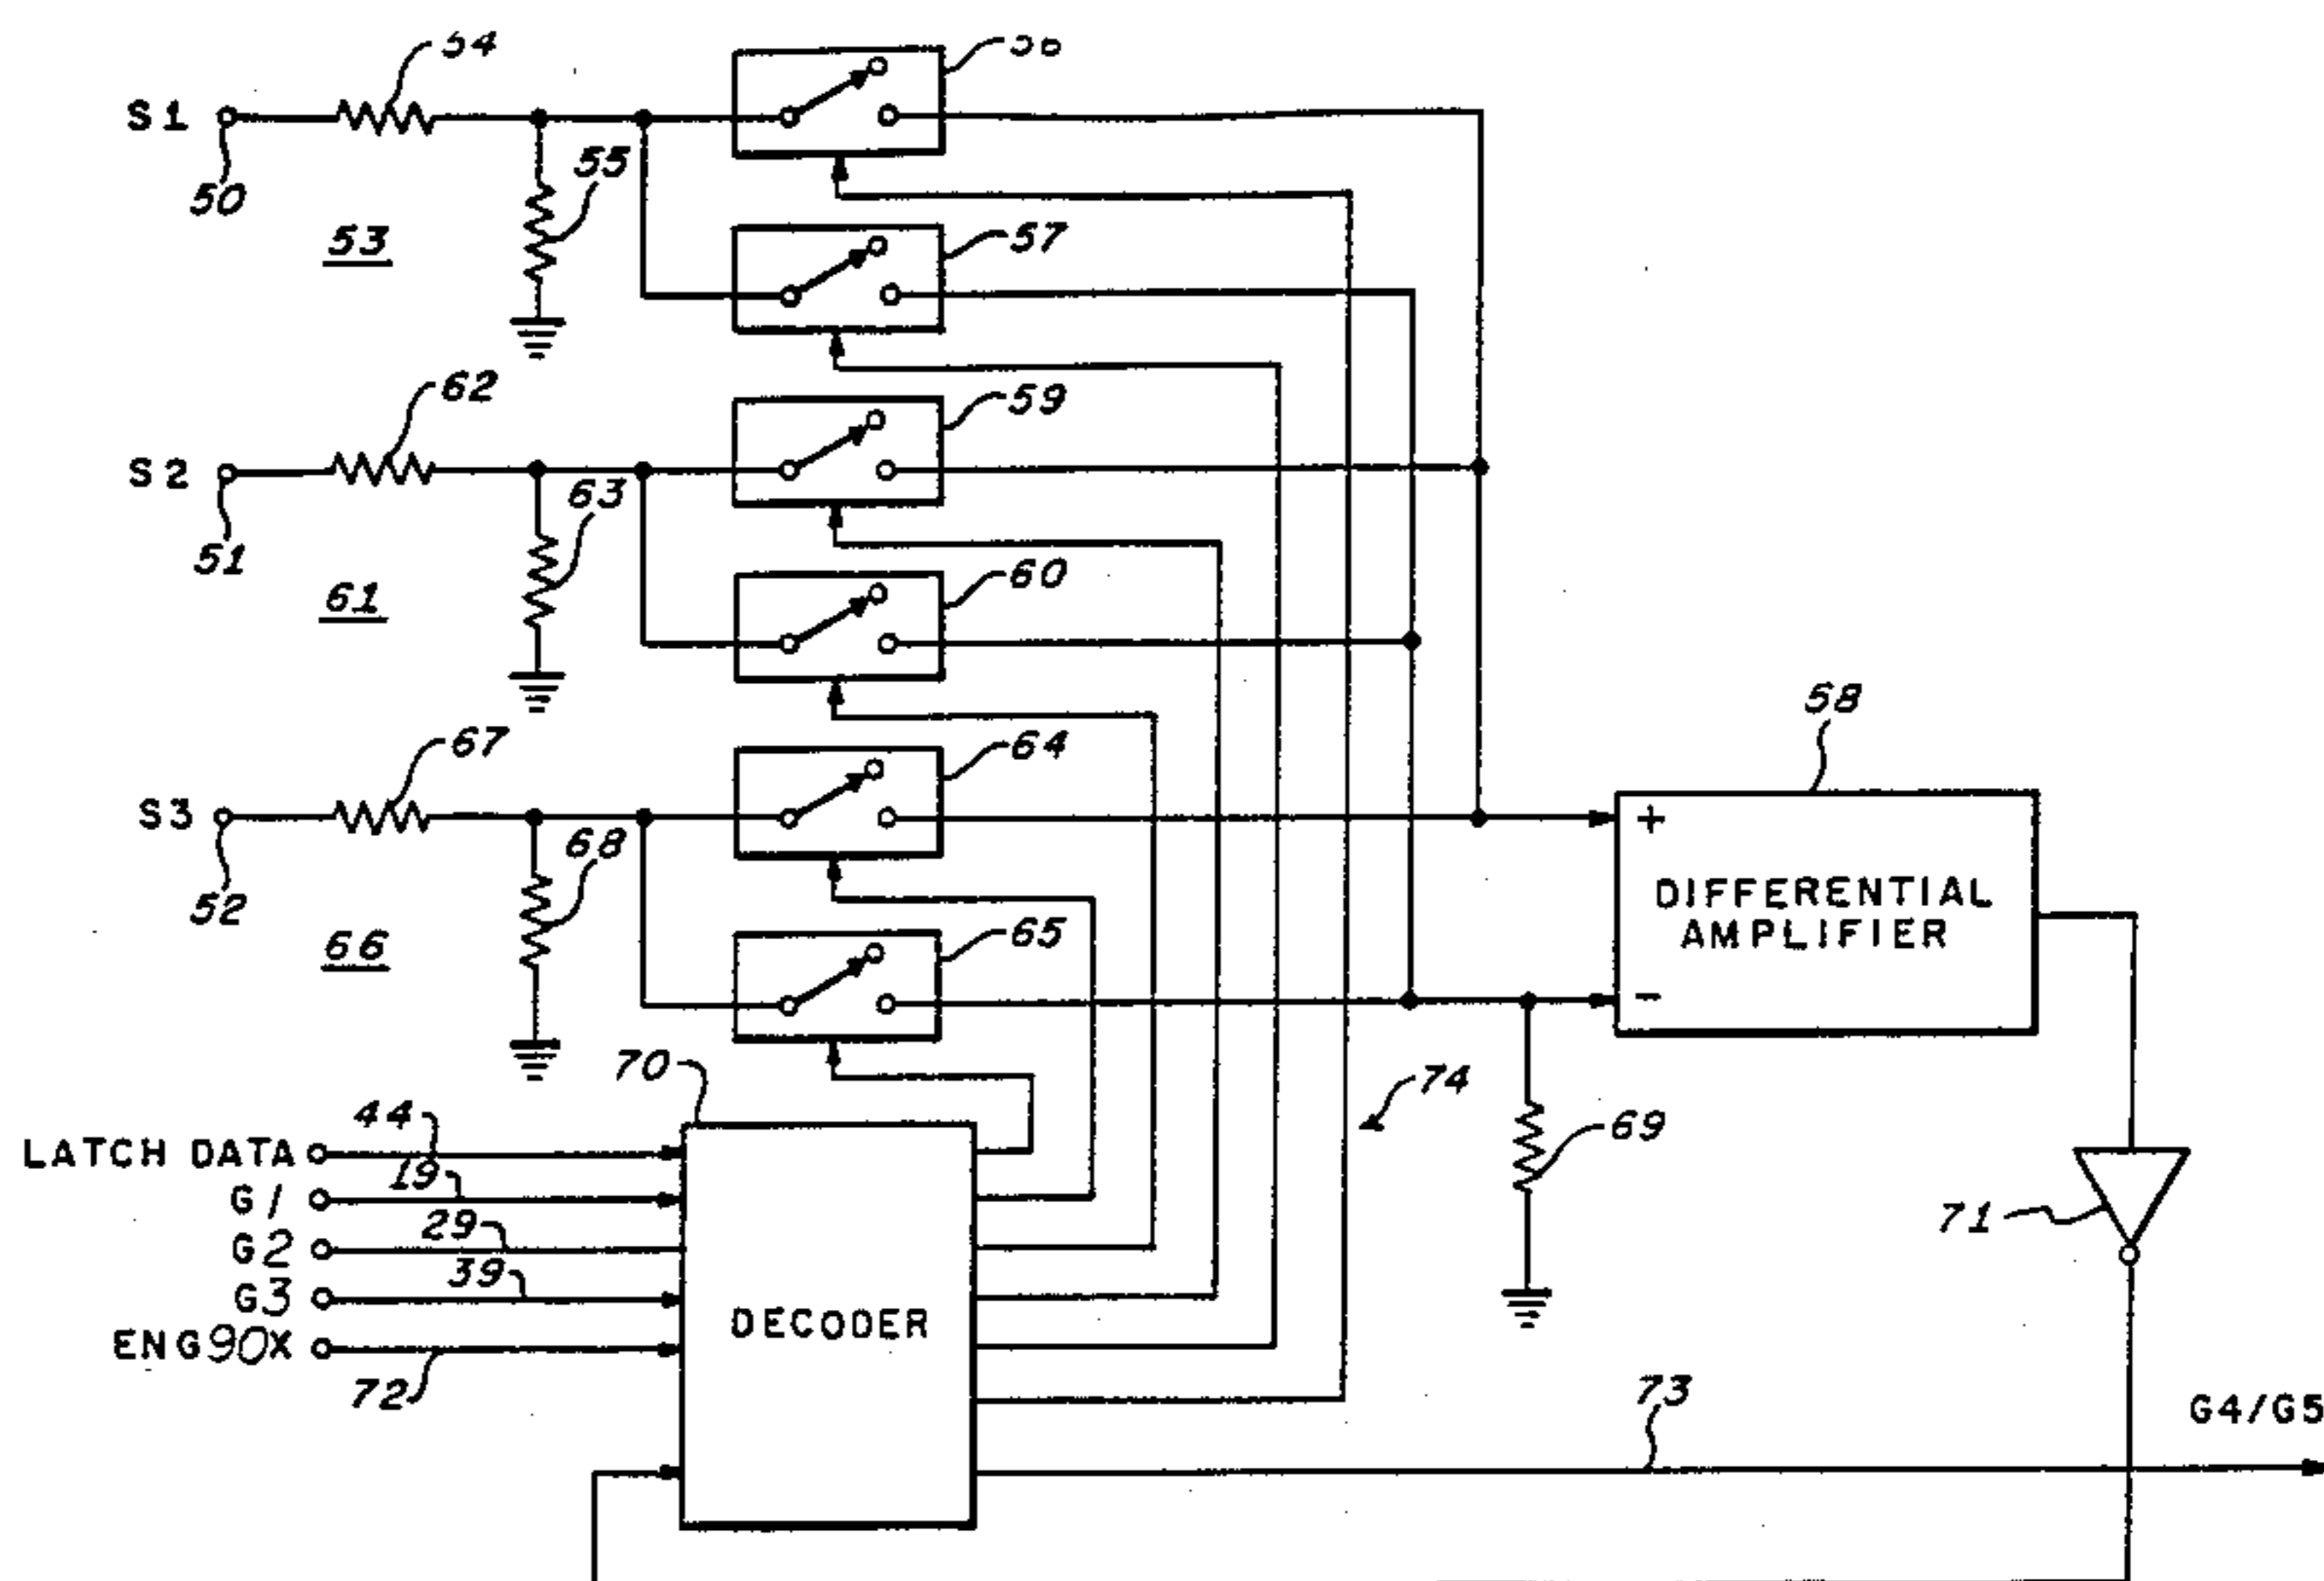 54
S1
50
55
53
57
62
59
S2
63
51
60
61
67
64
58
S3
+
68
DIFFERENTIAL
AMPLIFIER
52
65
66
-
70
74
44
69
LATCH DATA
19
G1
29
71
G2
39
G3
DECODER
ENG90X
72
73
G4/G5